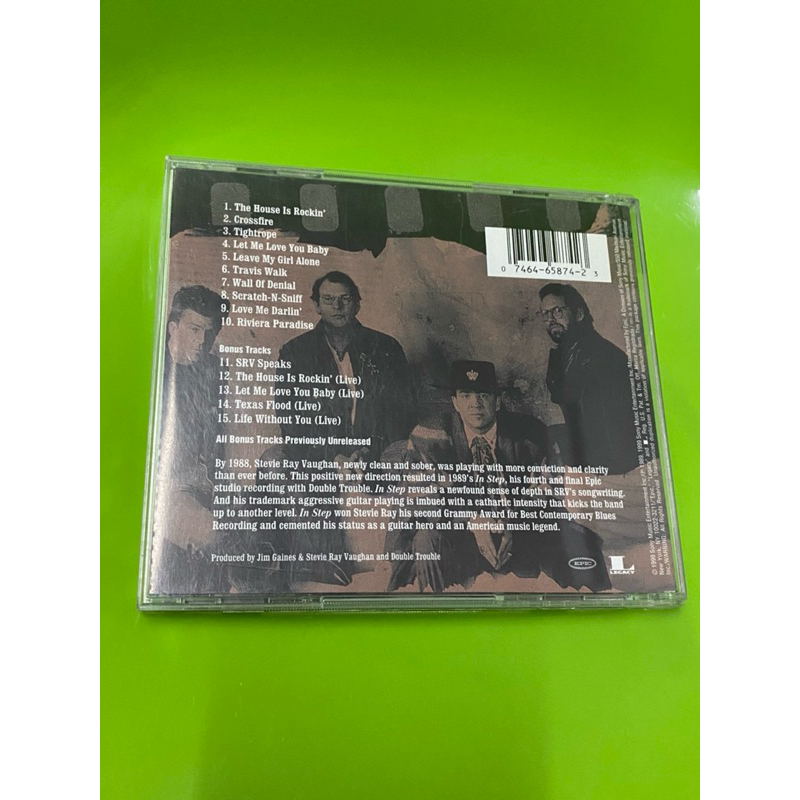 1. The House Is Rockin'
2. Crossfire
3. Tightrope
4. Let Me Love You Baby
5. Leave My Girl Alone
6. Travis Walk
7. Wall Of Denial
8. Scratch-N-Sniff
9. Love Me Darlin'
10. Riviera Paradise
Bonus Tracks
11. SRV Speaks
12. The House Is Rockin' (Live)
13. Let Me Love You Baby (Live)
14. Texas Flood (Live)
15. Life Without You (Live)
All Bonus Tracks Previously Unreleased
0 7464-65874-2 3
By 1988, Stevie Ray Vaughan, newly clean and sober, was playing with more conviction and clarity
than ever before. This positive new direction resulted in 1989's In Step, his fourth and final Epic
studio recording with Double Trouble. In Step reveals a newfound sense of depth in SRV's songwriting.
And his trademark aggressive guitar playing is imbued with a cathartic intensity that kicks the band
up to another level. In Step won Stevie Ray his second Grammy Award for Best Contemporary Blues
Recording and cemented his status as a guitar hero and an American music legend.
Produced by Jim Gaines & Stevie Ray Vaughan and Double Trouble
EPIC
L
LEGACY